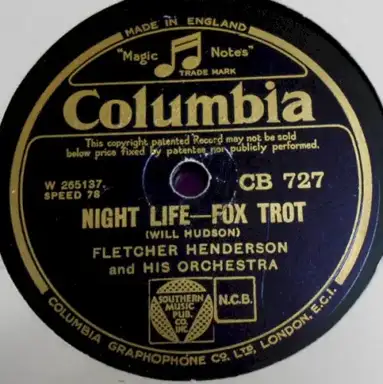 MADE IN ENGLAND
"Magic Notes"
TRADE MARK
Columbia
This copyright patented Record may not be sold
below price fixed by patentee nor publicly performed.
W 265137
SPEED 78
CB 727
NIGHT LIFE—FOX TROT
(WILL HUDSON)
FLETCHER HENDERSON
and HIS ORCHESTRA
SOUTHERN
MUSIC
PUB.
CO.
INC
N.C.B.
COLUMBIA GRAPHOPHONE CO. LTD, LONDON, E.C.1.